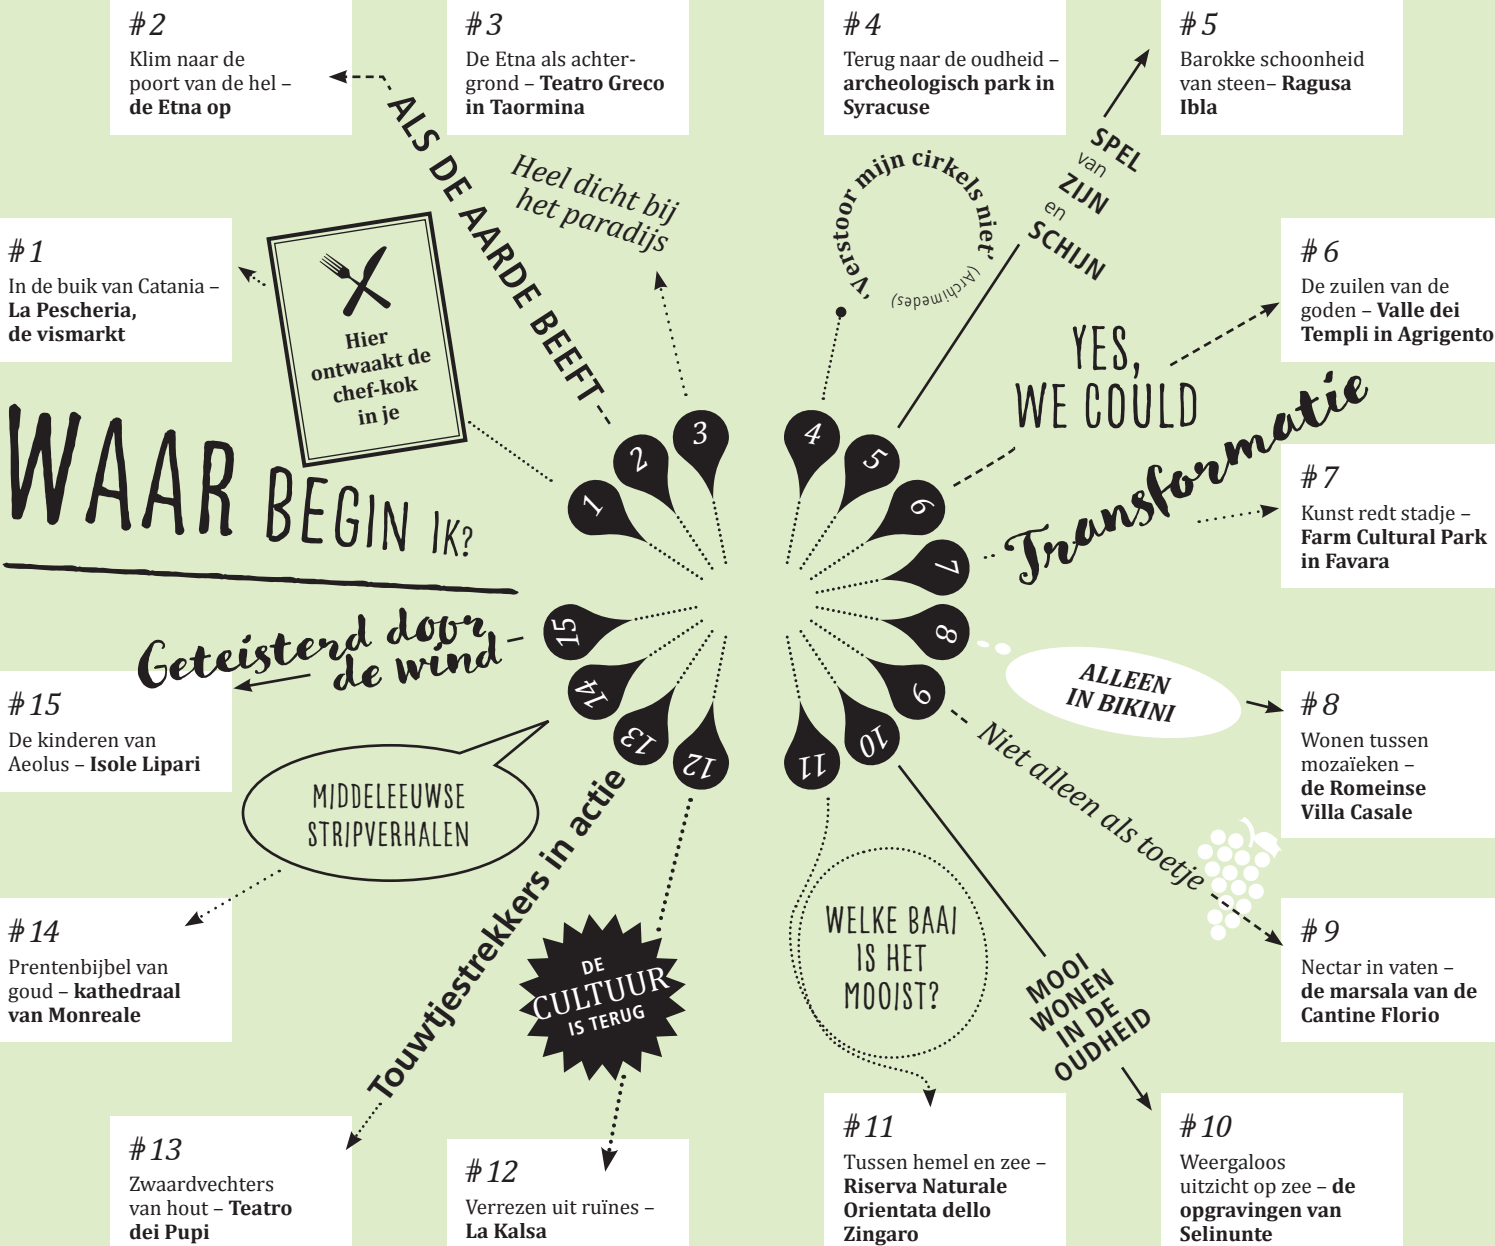 #2
Klim naar de
poort van de hel –
de Etna op
#3
De Etna als achter-
grond – Teatro Greco
in Taormina
#4
Terug naar de oudheid –
archeologisch park in
Syracuse
#5
Barokke schoonheid
van steen– Ragusa
Ibla
ALS DE AARDE BEEFT
Heel dicht bij
het paradijs
'Verstoor mijn cirkels niet'
(Archimedes)
SPEL
van
ZIJN
en
SCHIJN
#1
In de buik van Catania –
La Pescheria,
de vismarkt
Hier
ontwaakt de
chef-kok
in je
#6
De zuilen van de
goden – Valle dei
Templi in Agrigento
YES,
WE COULD
WAAR BEGIN IK?
Transformatie
#7
Kunst redt stadje –
Farm Cultural Park
in Favara
1
2
3
4
5
6
7
8
9
10
11
12
13
14
15
Geteisterd door
de wind
#15
De kinderen van
Aeolus – Isole Lipari
ALLEEN
IN BIKINI
#8
Wonen tussen
mozaïeken –
de Romeinse
Villa Casale
MIDDELEEUWSE
STRIPVERHALEN
Niet alleen als toetje
#14
Prentenbijbel van
goud – kathedraal
van Monreale
Touwtjestrekkers in actie
DE
CULTUUR
IS TERUG
WELKE BAAI
IS HET
MOOIST?
MOOI
WONEN
IN DE
OUDHEID
#9
Nectar in vaten –
de marsala van de
Cantine Florio
#13
Zwaardvechters
van hout – Teatro
dei Pupi
#12
Verrezen uit ruïnes –
La Kalsa
#11
Tussen hemel en zee –
Riserva Naturale
Orientata dello
Zingaro
#10
Weergaloos
uitzicht op zee – de
opgravingen van
Selinunte